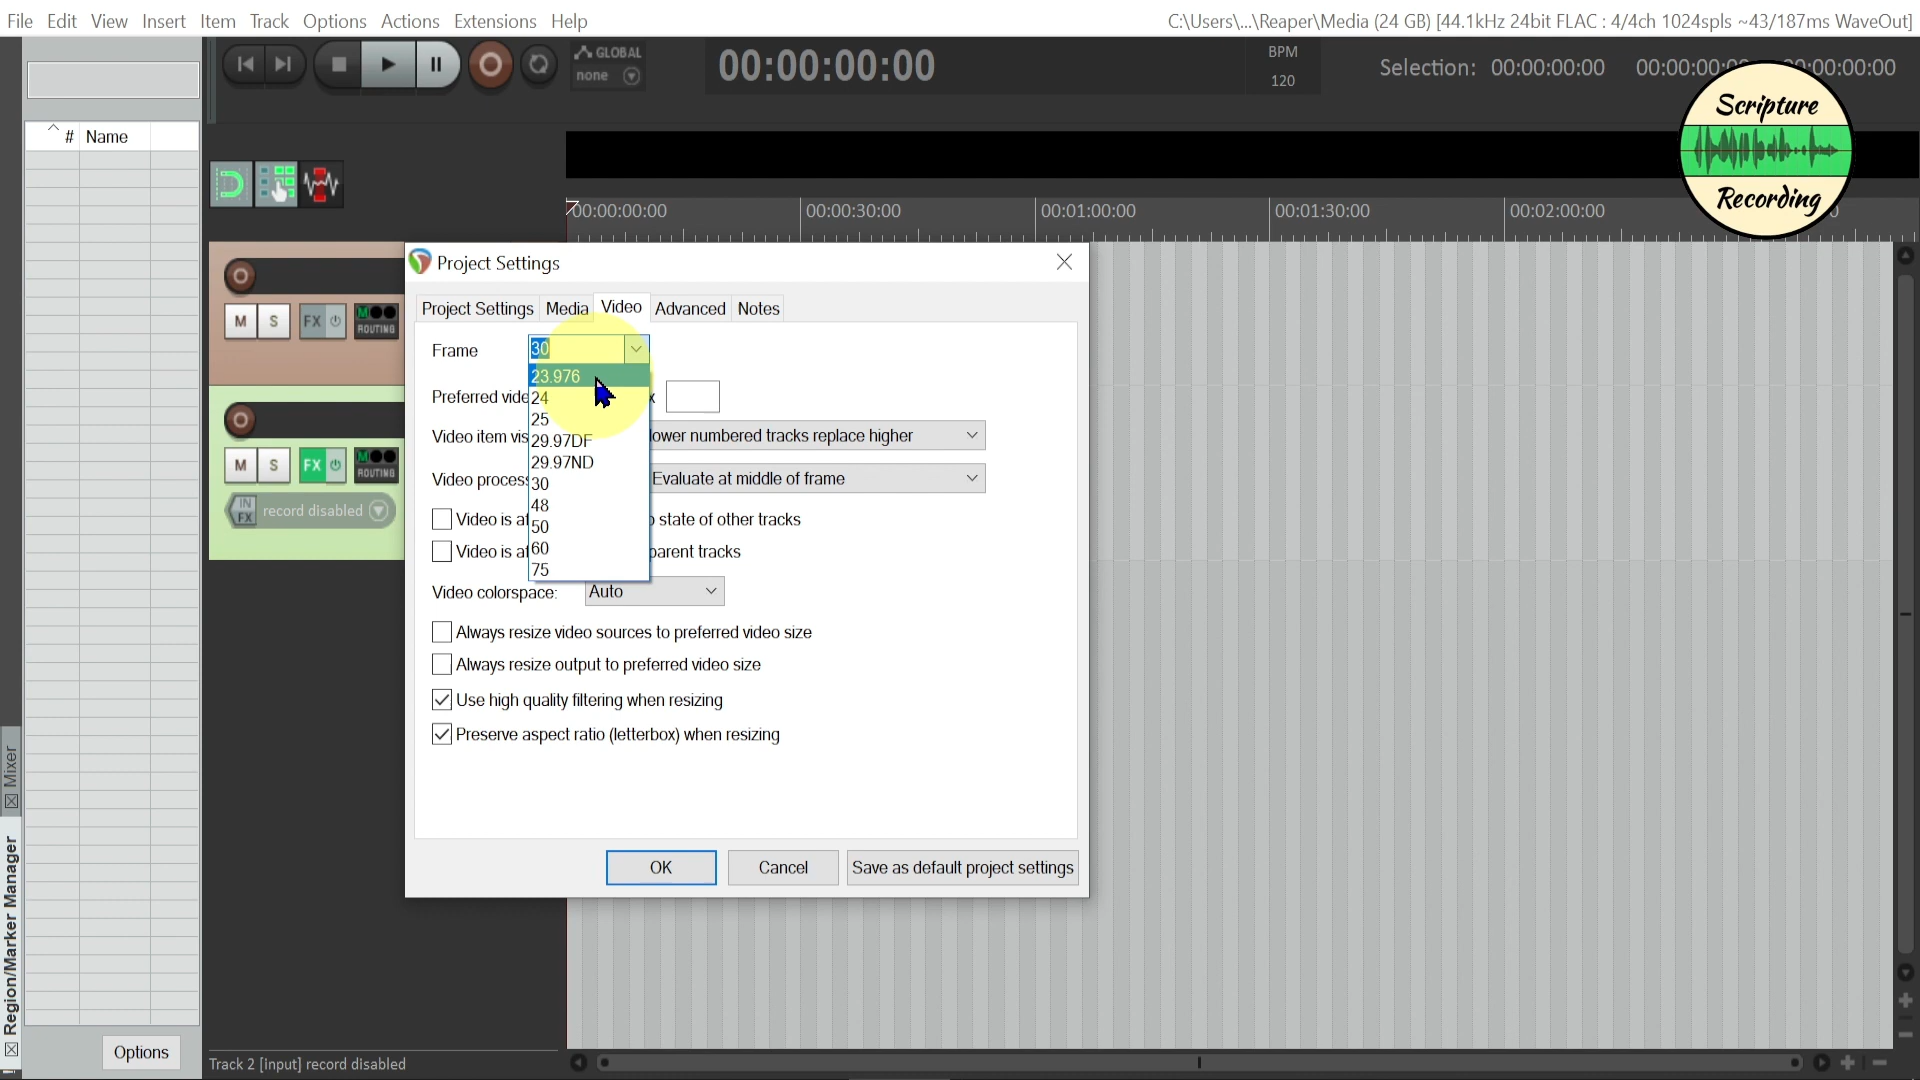 File Edit View Insert Item Track Options Actions Extensions Help
C:\Users\...\Reaper\Media (24 GB) [44.1kHz 24bit FLAC : 4/4ch 1024spls ~43/187ms WaveOut]
GLOBAL
none
00:00:00:00
BPM
120
Selection: 00:00:00:00
Scripture
Recording
# Name
00:00:00:00 00:00:30:00 00:01:00:00 00:01:30:00 00:02:00:00
Project Settings
Project Settings Media Video Advanced Notes
Frame 30
23.976
Preferred vide x
24
25
Video item vis lower numbered tracks replace higher
29.97DF
29.97ND
Video process Evaluate at middle of frame
30
48
Video is af o state of other tracks
50
Video is af parent tracks
60
75
Video colorspace: Auto
Always resize video sources to preferred video size
Always resize output to preferred video size
Use high quality filtering when resizing
Preserve aspect ratio (letterbox) when resizing
OK Cancel Save as default project settings
M S FX M ROUTING
M S FX M ROUTING
IN FX record disabled
Mixer
Region/Marker Manager
Options
Track 2 [input] record disabled